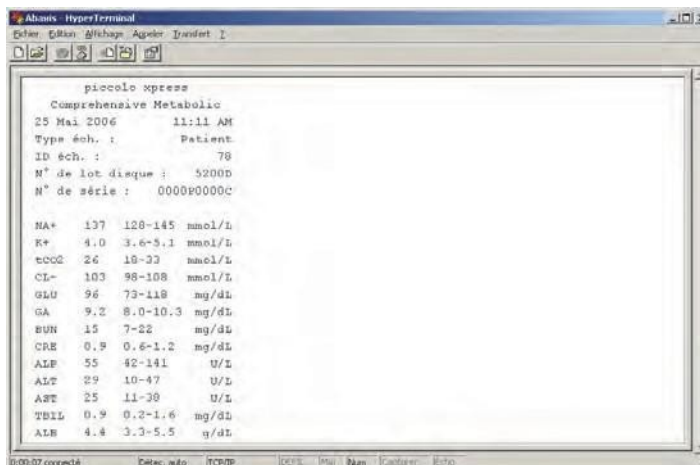 Abaxis - HyperTerminal
Fichier Edition Affichage Appeler Transfert ?
piccolo xpress
Comprehensive Metabolic
25 Mai 2006 11:11 AM
Type éch. : Patient
ID éch. : 78
N° de lot disque : 5200D
N° de série : 0000P0000C
NA+ 137 128-145 mmol/L
K+ 4.0 3.6-5.1 mmol/L
tCO2 26 18-33 mmol/L
CL- 103 98-108 mmol/L
GLU 96 73-118 mg/dL
CA 9.2 8.0-10.3 mg/dL
BUN 15 7-22 mg/dL
CRE 0.9 0.6-1.2 mg/dL
ALP 55 42-141 U/L
ALT 29 10-47 U/L
AST 25 11-38 U/L
TBIL 0.9 0.2-1.6 mg/dL
ALB 4.4 3.3-5.5 g/dL
0:00:07 connecté Détec. auto TCP/IP DEFIL Maj Num Capturer Echo